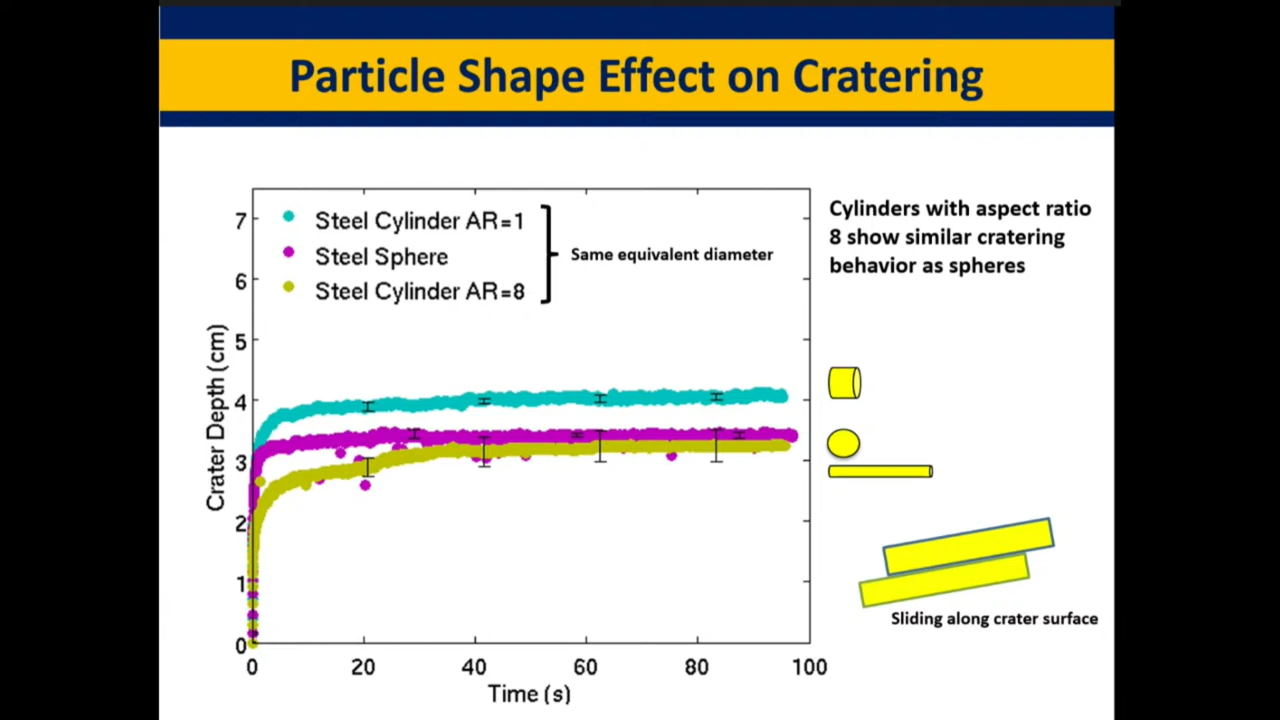 Particle Shape Effect on Cratering
7
6
5
4
3
2
1
0
Crater Depth (cm)
Steel Cylinder AR=1
Steel Sphere
Steel Cylinder AR=8
Same equivalent diameter
0 20 40 60 80 100
Time (s)
Cylinders with aspect ratio
8 show similar cratering
behavior as spheres
Sliding along crater surface